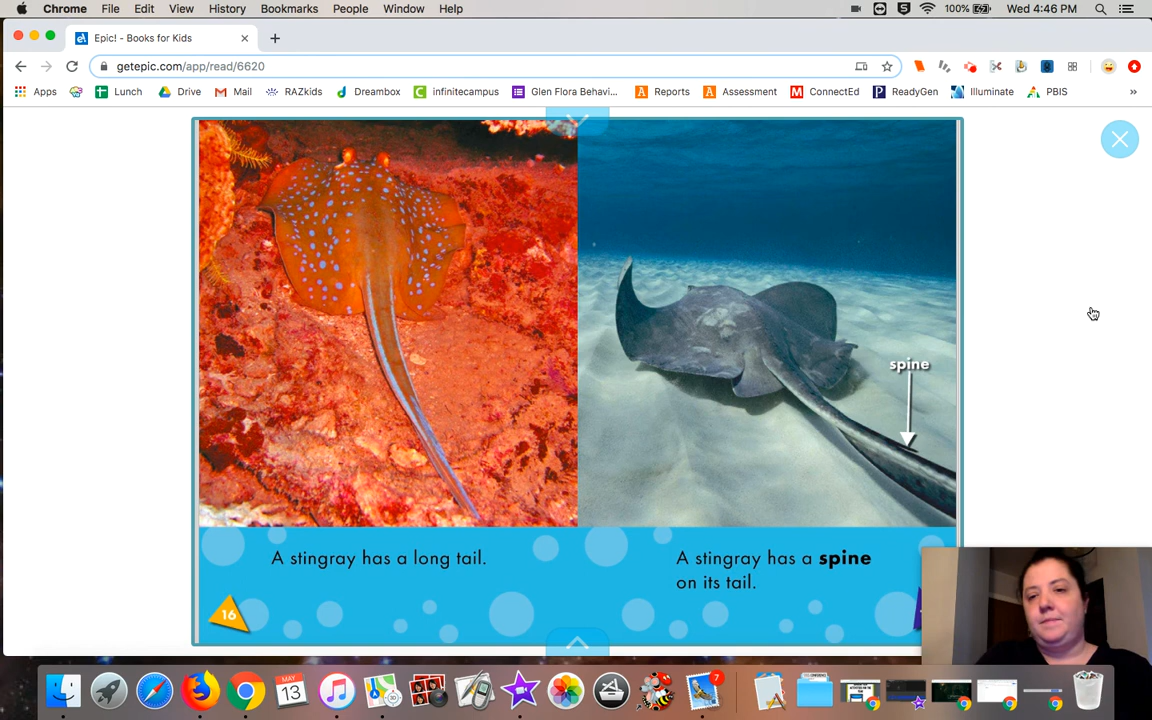 Chrome File Edit View History Bookmarks People Window Help 100% Wed 4:46 PM
Epic! - Books for Kids
getepic.com/app/read/6620
Apps Lunch Drive Mail RAZkids Dreambox infinitecampus Glen Flora Behavi... Reports Assessment ConnectEd ReadyGen Illuminate PBIS »
spine
A stingray has a long tail.
A stingray has a spine
on its tail.
16
MAY
13
7